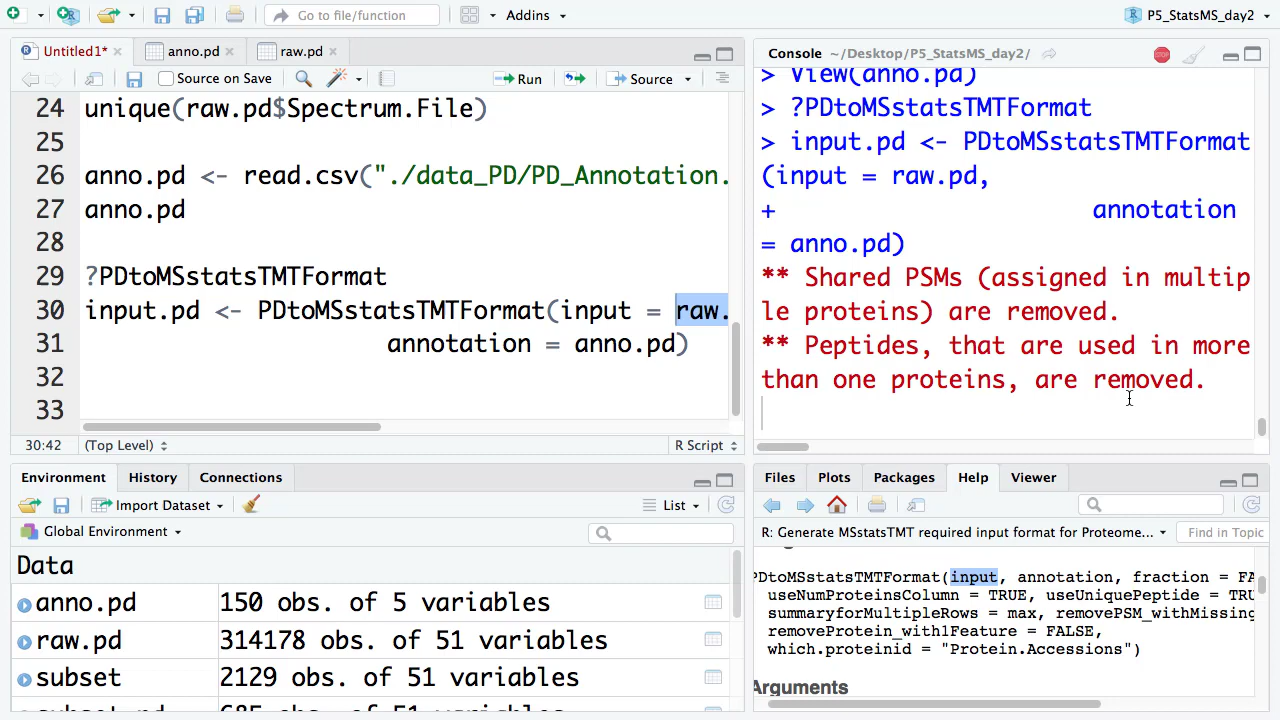 Go to file/function
Addins
P5_StatsMS_day2
Untitled1*
anno.pd
raw.pd
Source on Save
Run
Source
24 unique(raw.pd$Spectrum.File)
25
26 anno.pd <- read.csv("./data_PD/PD_Annotation.
27 anno.pd
28
29 ?PDtoMSstatsTMTFormat
30 input.pd <- PDtoMSstatsTMTFormat(input = raw.
31 annotation = anno.pd)
32
33
30:42 (Top Level) R Script
Console ~/Desktop/P5_StatsMS_day2/
> View(anno.pd)
> ?PDtoMSstatsTMTFormat
> input.pd <- PDtoMSstatsTMTFormat
(input = raw.pd,
+ annotation
= anno.pd)
** Shared PSMs (assigned in multip
le proteins) are removed.
** Peptides, that are used in more
than one proteins, are removed.
Environment History Connections
Import Dataset List
Global Environment
Data
anno.pd 150 obs. of 5 variables
raw.pd 314178 obs. of 51 variables
subset 2129 obs. of 51 variables
Files Plots Packages Help Viewer
R: Generate MSstatsTMT required input format for Proteome... Find in Topic
PDtoMSstatsTMTFormat(input, annotation, fraction = FA
useNumProteinsColumn = TRUE, useUniquePeptide = TRU
summaryforMultipleRows = max, removePSM_withMissing
removeProtein_with1Feature = FALSE,
which.proteinid = "Protein.Accessions")
Arguments